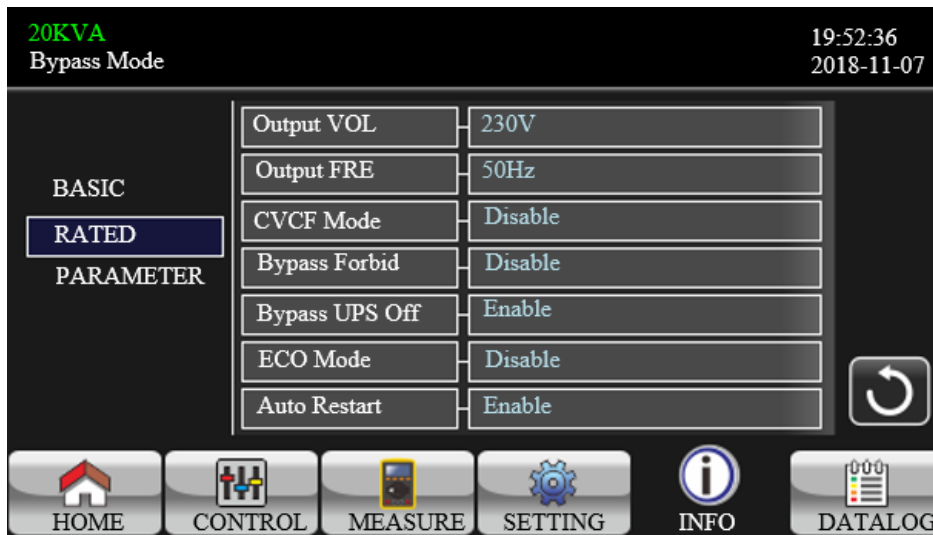 20KVA
Bypass Mode
19:52:36
2018-11-07
BASIC
RATED
PARAMETER
Output VOL 230V
Output FRE 50Hz
CVCF Mode Disable
Bypass Forbid Disable
Bypass UPS Off Enable
ECO Mode Disable
Auto Restart Enable
HOME CONTROL MEASURE SETTING INFO DATALOG